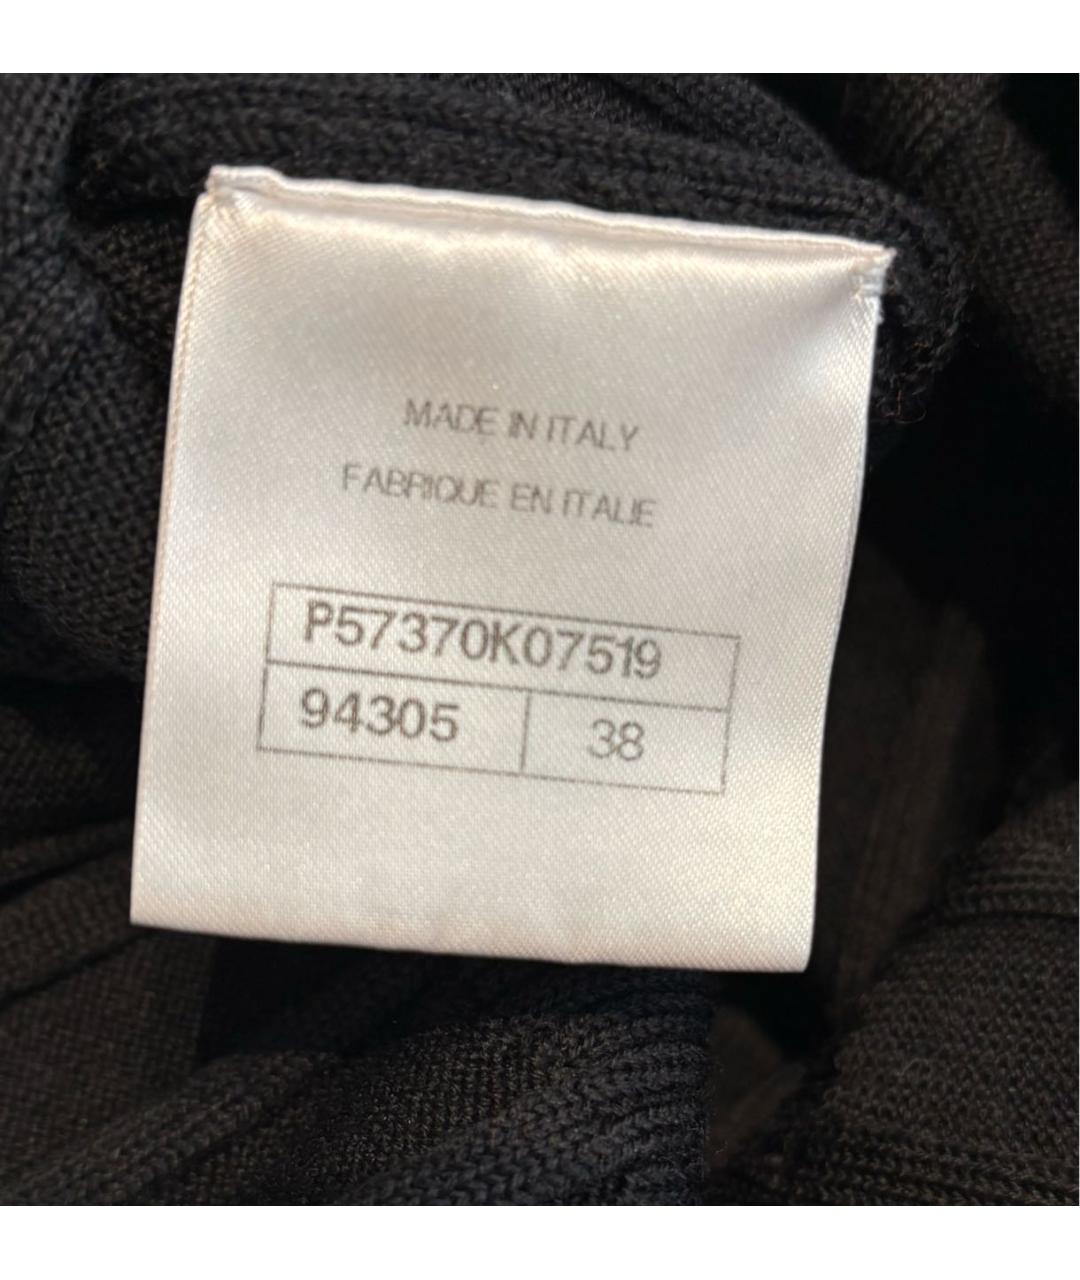 MADE IN ITALY
FABRIQUE EN ITALIE
P57370K07519
94305 38